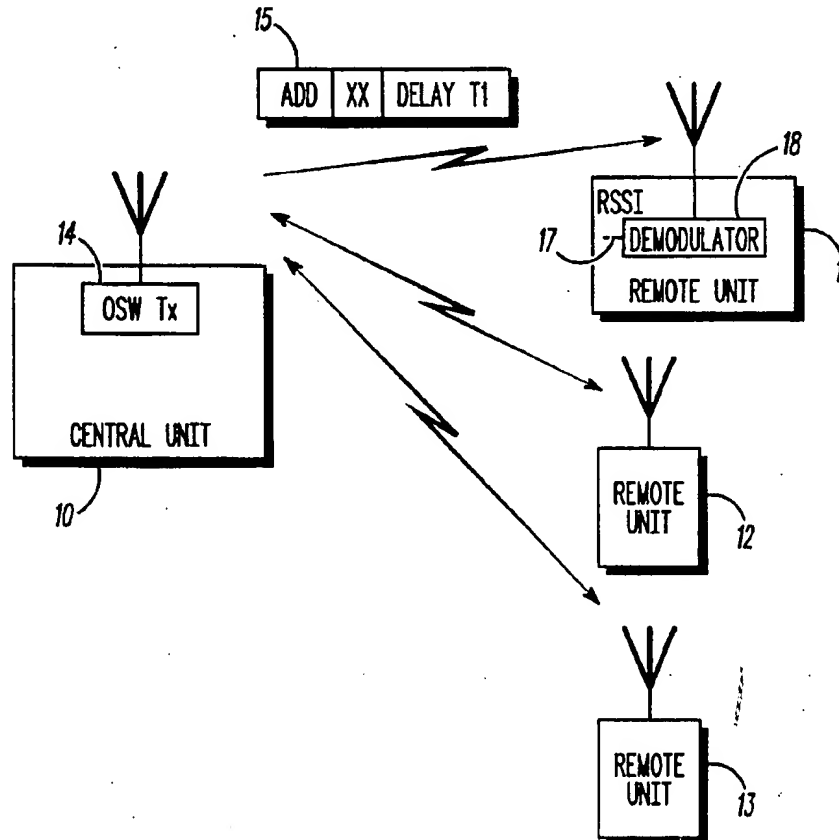 15
ADD XX DELAY T1
18
RSSI
17
DEMODULATOR
REMOTE UNIT
14
OSW Tx
CENTRAL UNIT
10
REMOTE
UNIT
12
REMOTE
UNIT
13